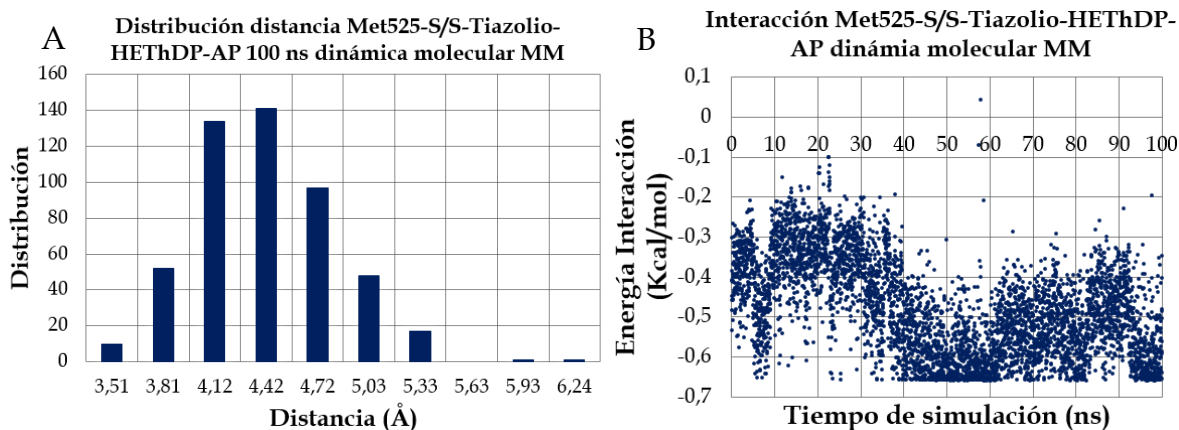 A
Distribución distancia Met525-S/S-Tiazolio-
HEThDP-AP 100 ns dinámica molecular MM
Distribución
160
140
120
100
80
60
40
20
0
3,51 3,81 4,12 4,42 4,72 5,03 5,33 5,63 5,93 6,24
Distancia (Å)
B
Interacción Met525-S/S-Tiazolio-HEThDP-
AP dinámia molecular MM
Energía Interacción
(Kcal/mol)
0,1
0
0 10 20 30 40 50 60 70 80 90 100
-0,1
-0,2
-0,3
-0,4
-0,5
-0,6
-0,7
Tiempo de simulación (ns)